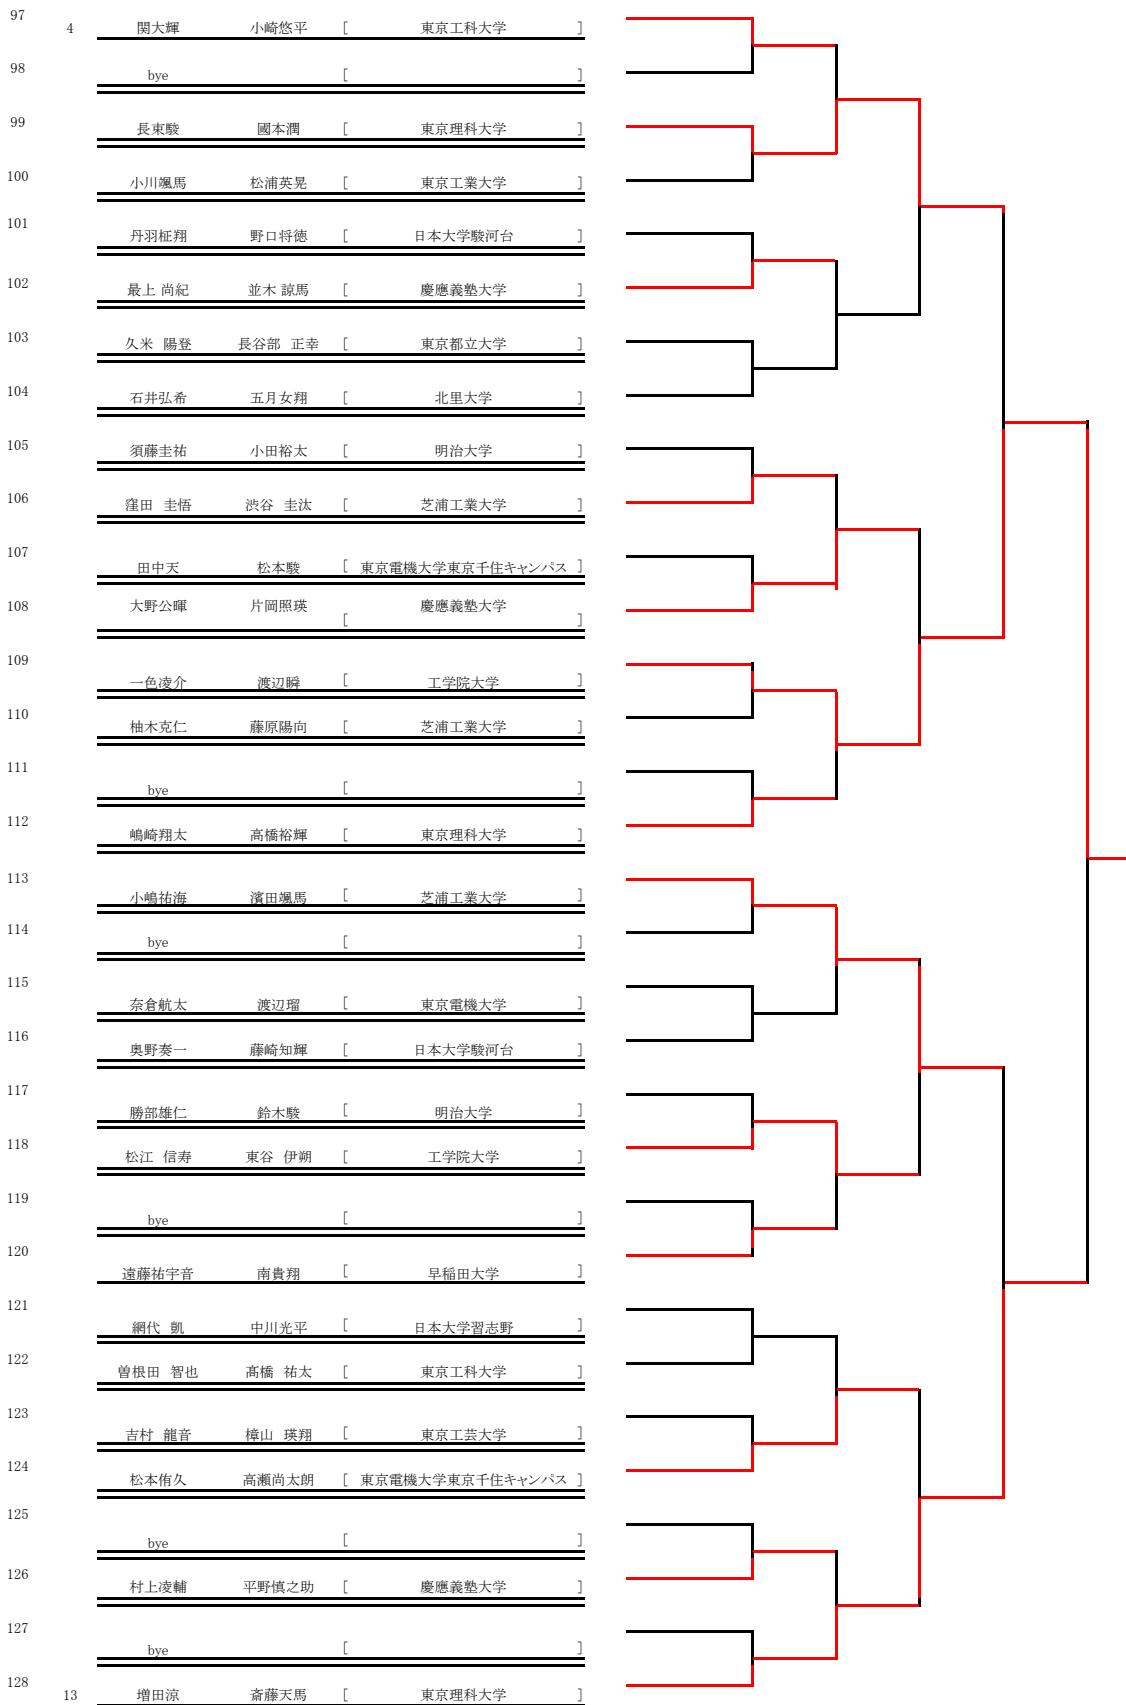 97 4 関大輝 小崎悠平 [ 東京工科大学 ]
98 bye [ ]
99 長束駿 國本潤 [ 東京理科大学 ]
100 小川颯馬 松浦英晃 [ 東京工業大学 ]
101 丹羽柾翔 野口将徳 [ 日本大学駿河台 ]
102 最上 尚紀 並木 諒馬 [ 慶應義塾大学 ]
103 久米 陽登 長谷部 正幸 [ 東京都立大学 ]
104 石井弘希 五月女翔 [ 北里大学 ]
105 須藤圭祐 小田裕太 [ 明治大学 ]
106 窪田 圭悟 渋谷 圭汰 [ 芝浦工業大学 ]
107 田中天 松本駿 [ 東京電機大学東京千住キャンパス ]
108 大野公暉 片岡照瑛 [ 慶應義塾大学 ]
109 一色凌介 渡辺瞬 [ 工学院大学 ]
110 柚木克仁 藤原陽向 [ 芝浦工業大学 ]
111 bye [ ]
112 嶋崎翔太 高橋裕輝 [ 東京理科大学 ]
113 小嶋祐海 濱田颯馬 [ 芝浦工業大学 ]
114 bye [ ]
115 奈倉航太 渡辺瑠 [ 東京電機大学 ]
116 奥野奏一 藤崎知輝 [ 日本大学駿河台 ]
117 勝部雄仁 鈴木駿 [ 明治大学 ]
118 松江 信寿 東谷 伊朔 [ 工学院大学 ]
119 bye [ ]
120 遠藤祐宇音 南貴翔 [ 早稲田大学 ]
121 網代 凱 中川光平 [ 日本大学習志野 ]
122 曽根田 智也 髙橋 祐太 [ 東京工科大学 ]
123 吉村 龍音 樟山 瑛翔 [ 東京工芸大学 ]
124 松本侑久 高瀬尚太朗 [ 東京電機大学東京千住キャンパス ]
125 bye [ ]
126 村上凌輔 平野慎之助 [ 慶應義塾大学 ]
127 bye [ ]
128 13 増田涼 斎藤天馬 [ 東京理科大学 ]